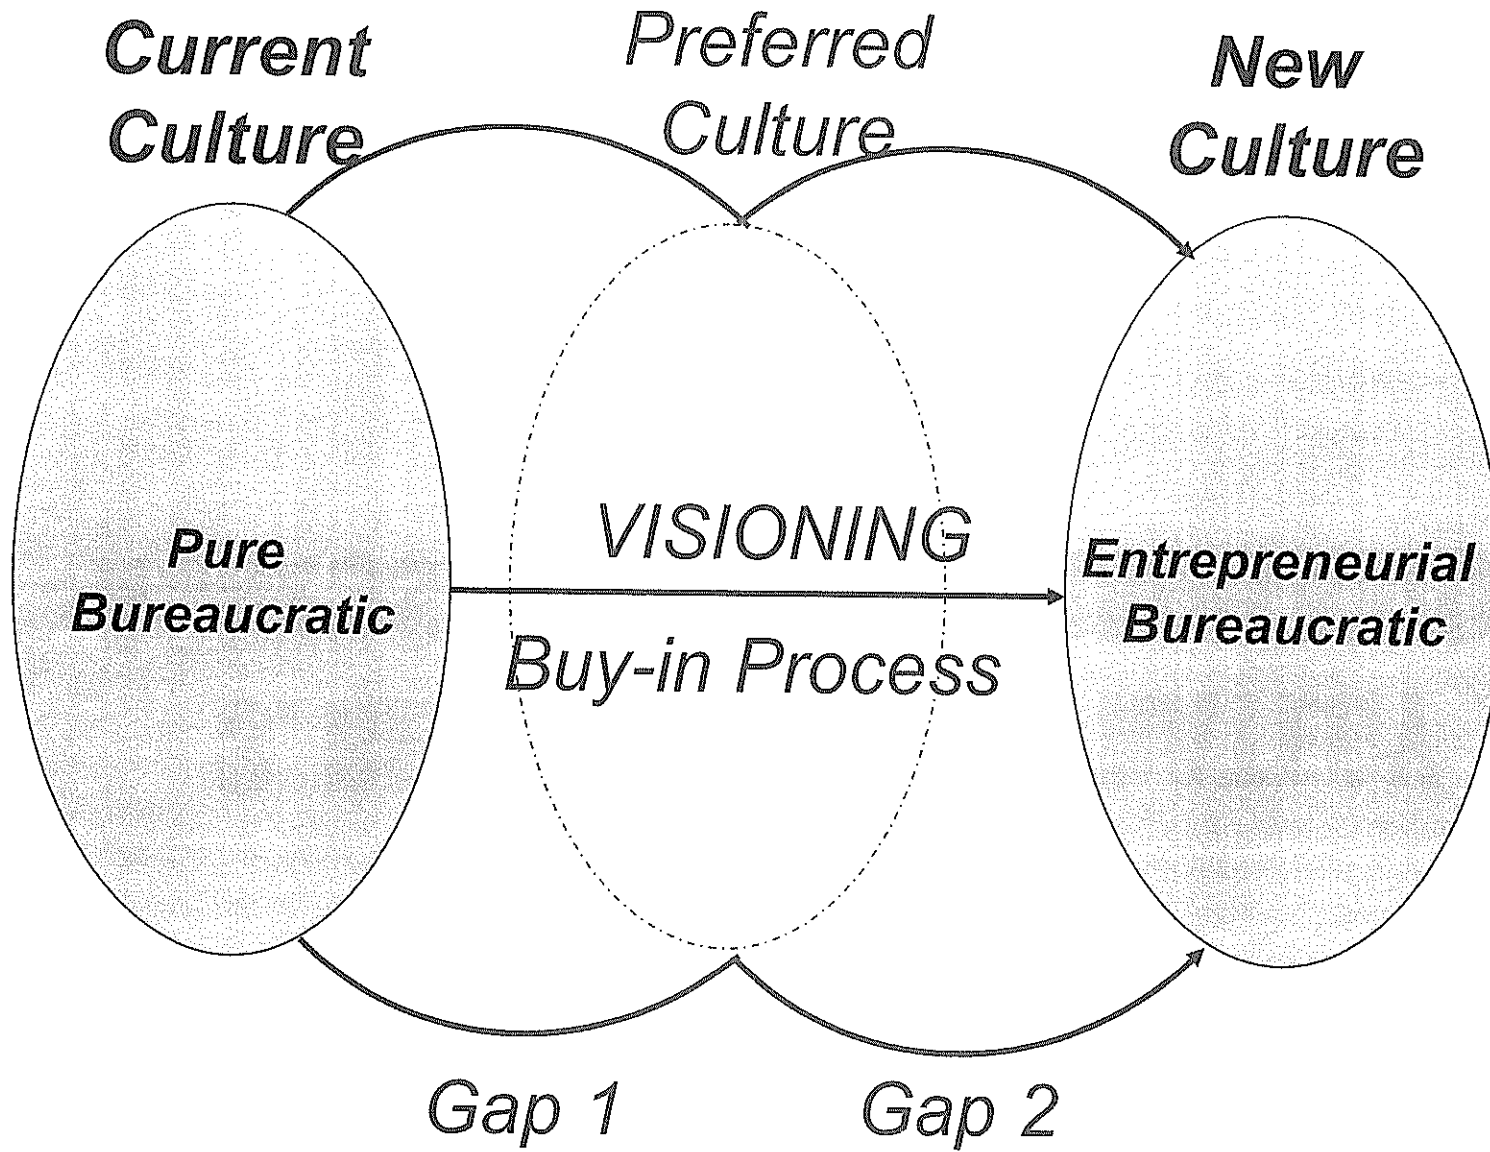 Current
Culture
Preferred
Culture
New
Culture
Pure
Bureaucratic
VISIONING
Buy-in Process
Entrepreneurial
Bureaucratic
Gap 1
Gap 2